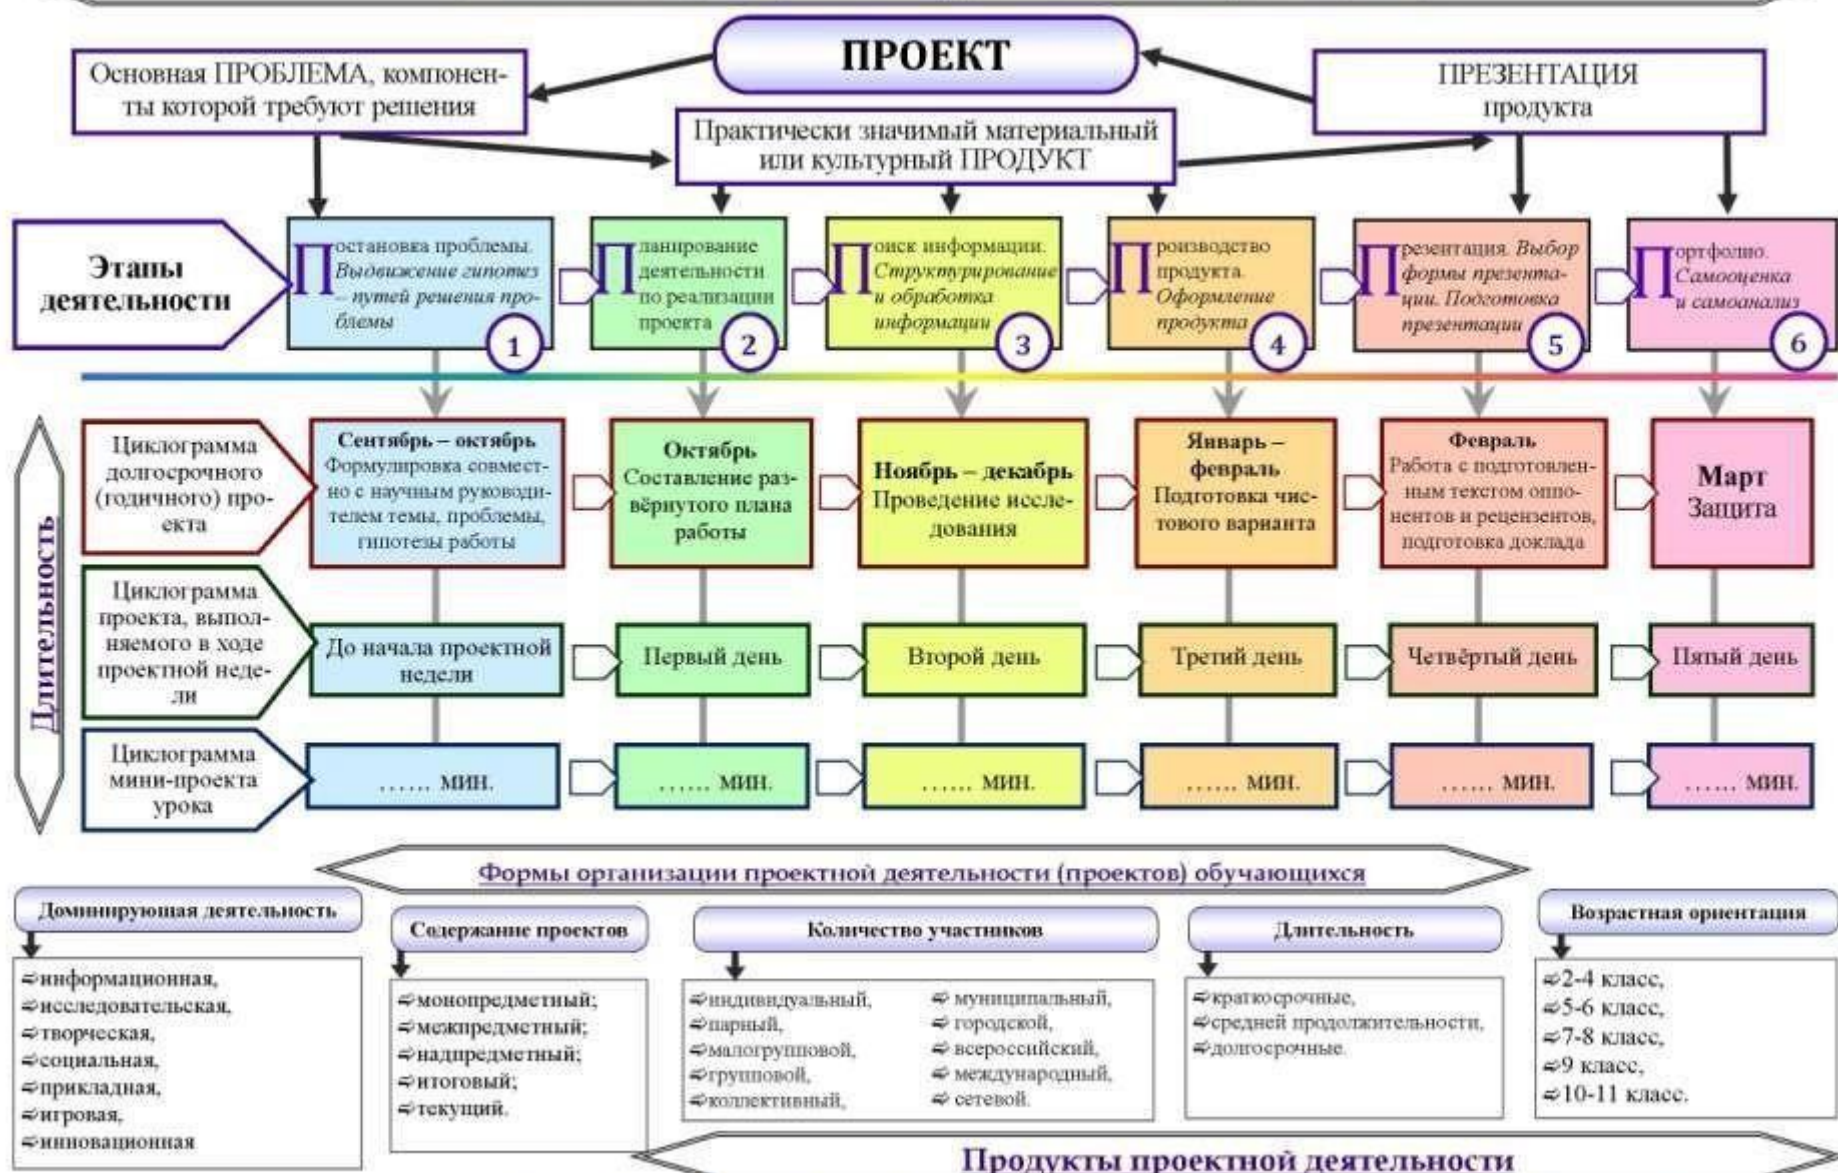 ПРОЕКТ
Основная ПРОБЛЕМА, компонен-
ты которой требуют решения
ПРЕЗЕНТАЦИЯ
продукта
Практически значимый материальный
или культурный ПРОДУКТ
Этапы
деятельности
Постановка проблемы.
Выдвижение гипотез
– путей решения про-
блемы
1
Планирование
деятельности
по реализации
проекта
2
Поиск информации.
Структурирование
и обработка
информации
3
Производство
продукта.
Оформление
продукта
4
Презентация. Выбор
формы презента-
ции. Подготовка
презентации
5
Портфолио.
Самооценка
и самоанализ
6
Длительность
Циклограмма
долгосрочного
(годичного) про-
екта
Сентябрь – октябрь
Формулировка совмест-
но с научным руководи-
телем темы, проблемы,
гипотезы работы
Октябрь
Составление раз-
вёрнутого плана
работы
Ноябрь – декабрь
Проведение иссле-
дования
Январь –
февраль
Подготовка чис-
тового варианта
Февраль
Работа с подготовлен-
ным текстом оппо-
нентов и рецензентов,
подготовка доклада
Март
Защита
Циклограмма
проекта, выпол-
няемого в ходе
проектной неде-
ли
До начала проектной
недели
Первый день
Второй день
Третий день
Четвёртый день
Пятый день
Циклограмма
мини-проекта
урока
…… мин.
…… мин.
…… мин.
…… мин.
…… мин.
…… мин.
Формы организации проектной деятельности (проектов) обучающихся
Доминирующая деятельность
➪информационная,
➪исследовательская,
➪творческая,
➪социальная,
➪прикладная,
➪игровая,
➪инновационная
Содержание проектов
➪монопредметный;
➪межпредметный;
➪надпредметный;
➪итоговый;
➪текущий.
Количество участников
➪индивидуальный,
➪парный,
➪малогрупповой,
➪групповой,
➪коллективный,
➪ муниципальный,
➪ городской,
➪ всероссийский,
➪ международный,
➪ сетевой.
Длительность
➪краткосрочные,
➪средней продолжительности,
➪долгосрочные.
Возрастная ориентация
➪2-4 класс,
➪5-6 класс,
➪7-8 класс,
➪9 класс,
➪10-11 класс.
Продукты проектной деятельности